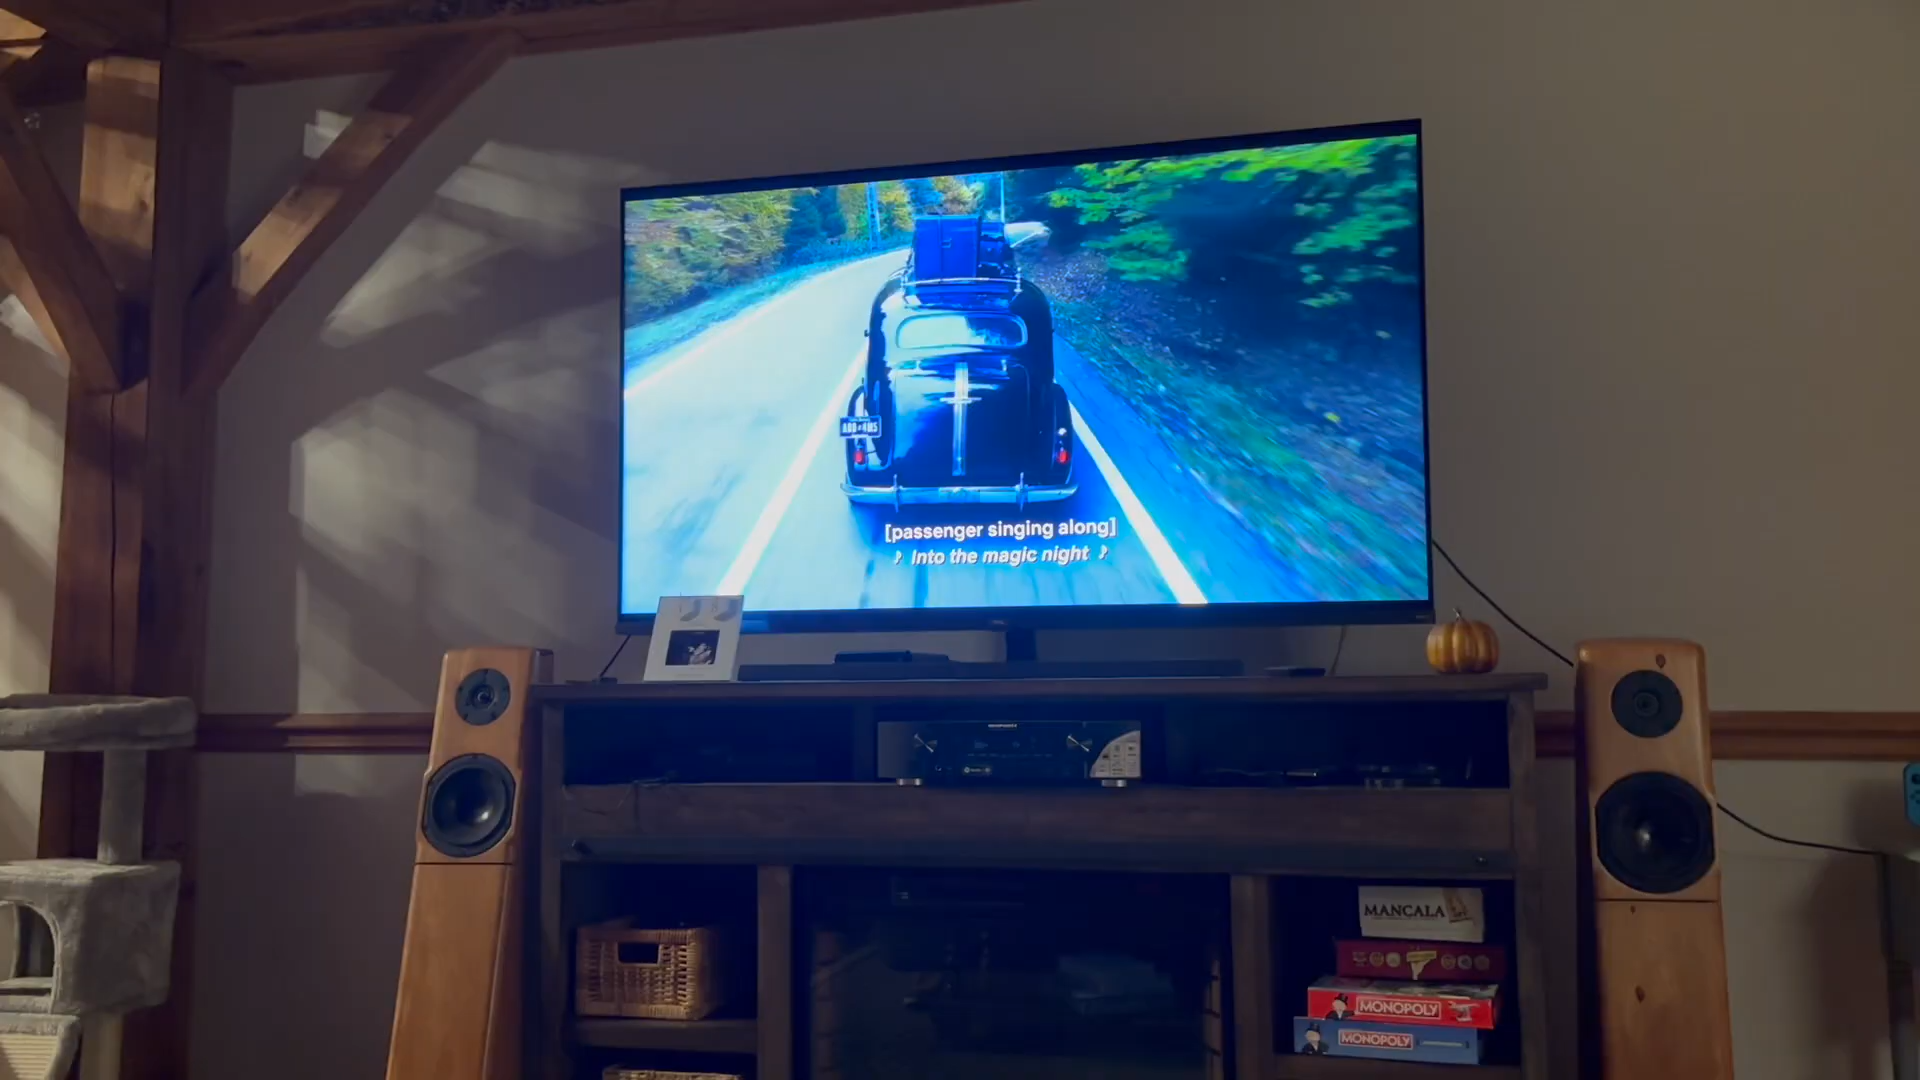 [passenger singing along]
♪ Into the magic night ♪
MANCALA
MONOPOLY
MONOPOLY